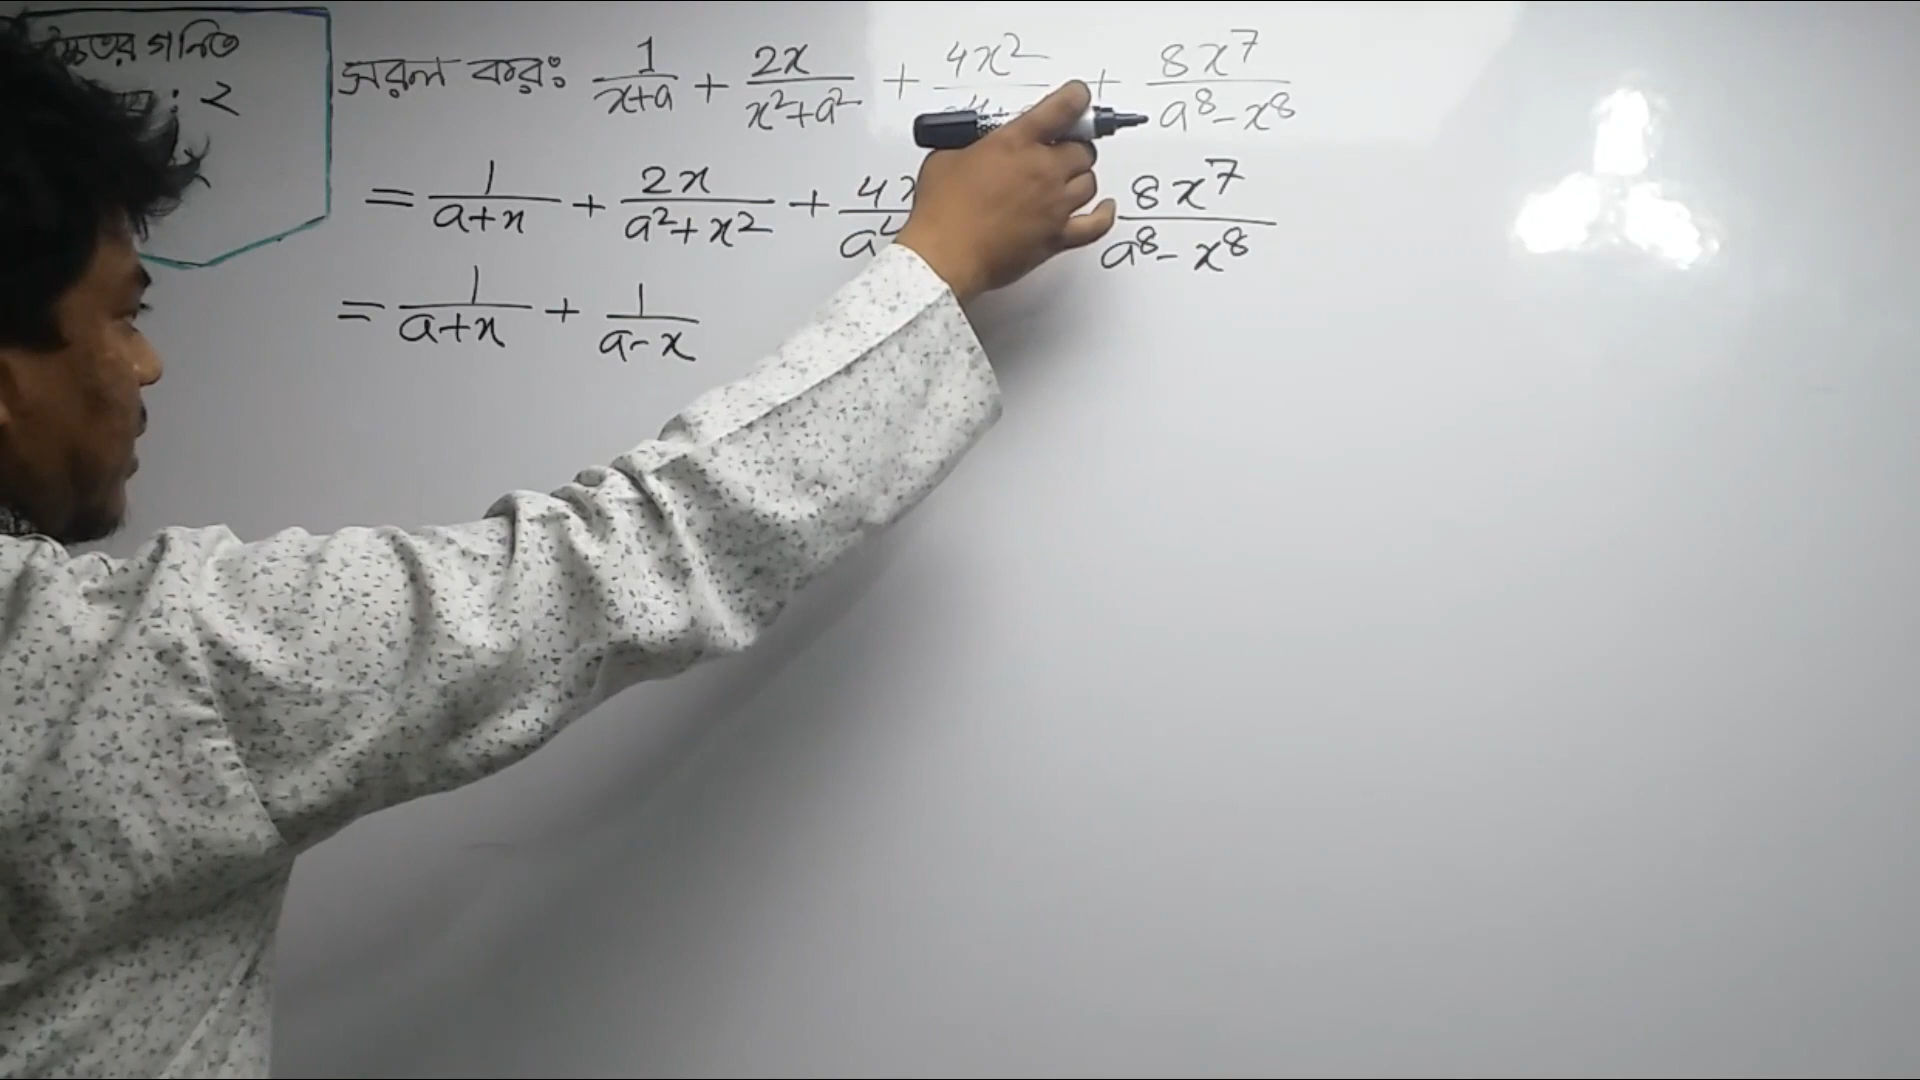 গনিত
: ২
সরল কর: 1/(x+a) + 2x/(x²+a²) + 4x² + 8x⁷/(a⁸-x⁸)
= 1/(a+x) + 2x/(a²+x²) + 8x⁷/(a⁸-x⁸)
= 1/(a+x) + 1/(a-x)